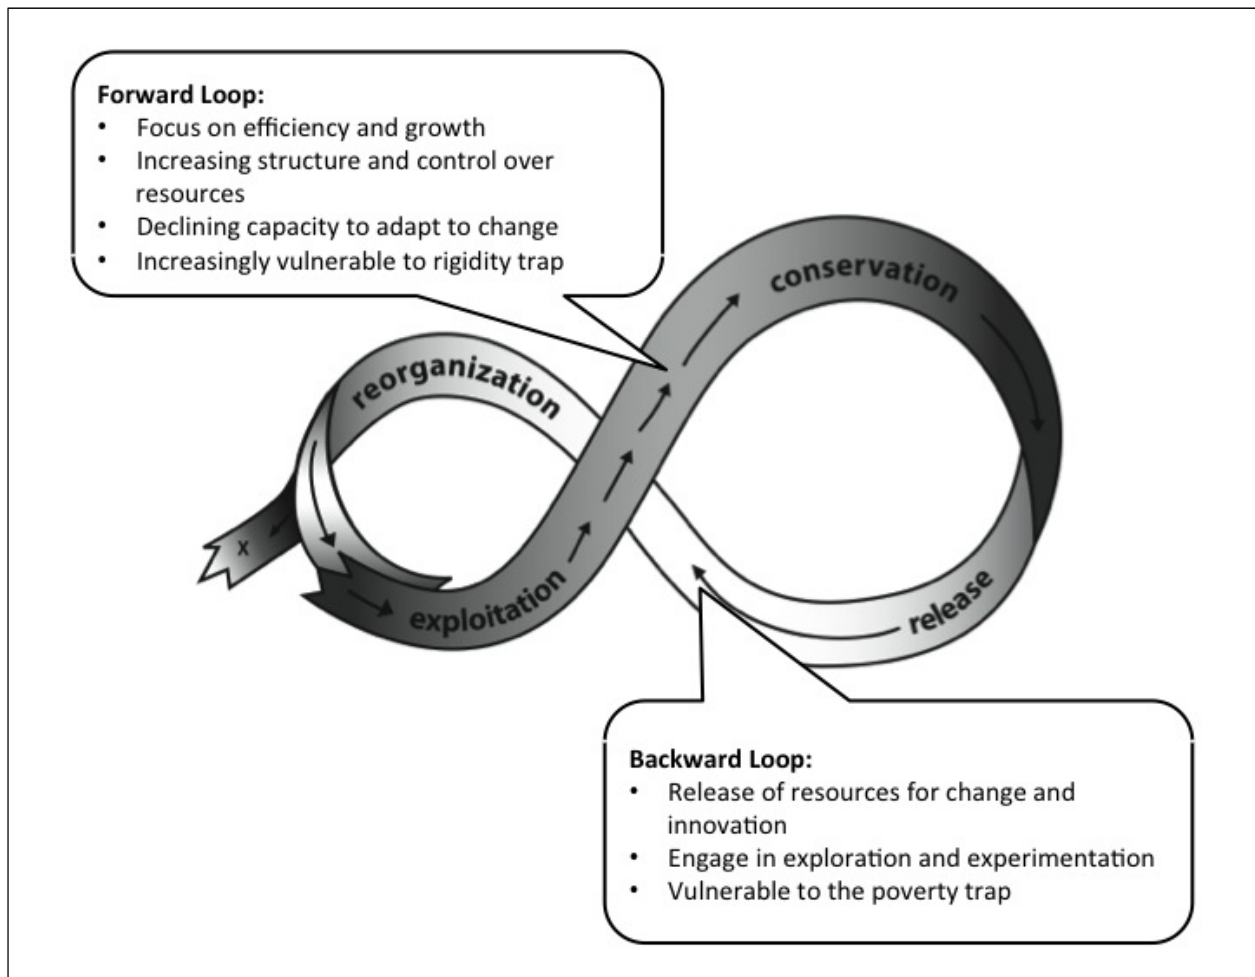 Forward Loop:
• Focus on efficiency and growth
• Increasing structure and control over
resources
• Declining capacity to adapt to change
• Increasingly vulnerable to rigidity trap
conservation
reorganization
x
exploitation
release
Backward Loop:
• Release of resources for change and
innovation
• Engage in exploration and experimentation
• Vulnerable to the poverty trap